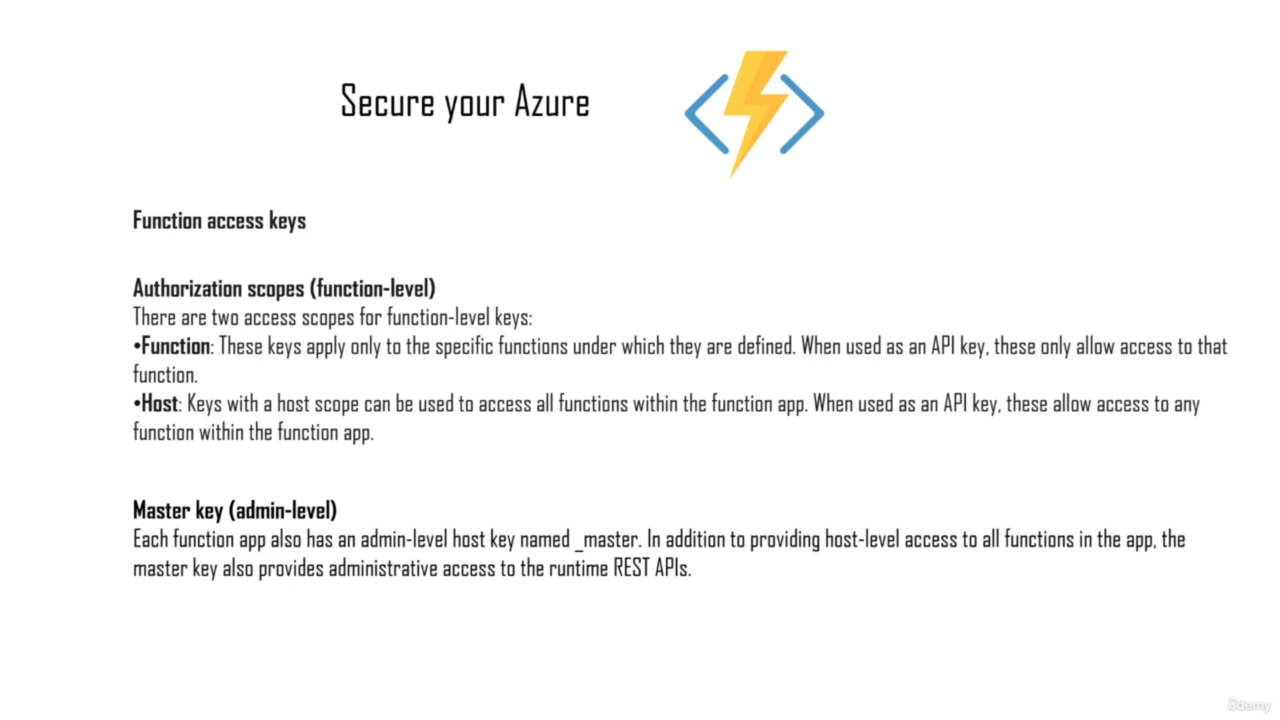 Secure your Azure
Function access keys
Authorization scopes (function-level)
There are two access scopes for function-level keys:
•Function: These keys apply only to the specific functions under which they are defined. When used as an API key, these only allow access to that
function.
•Host: Keys with a host scope can be used to access all functions within the function app. When used as an API key, these allow access to any
function within the function app.
Master key (admin-level)
Each function app also has an admin-level host key named _master. In addition to providing host-level access to all functions in the app, the
master key also provides administrative access to the runtime REST APIs.
ûdemy